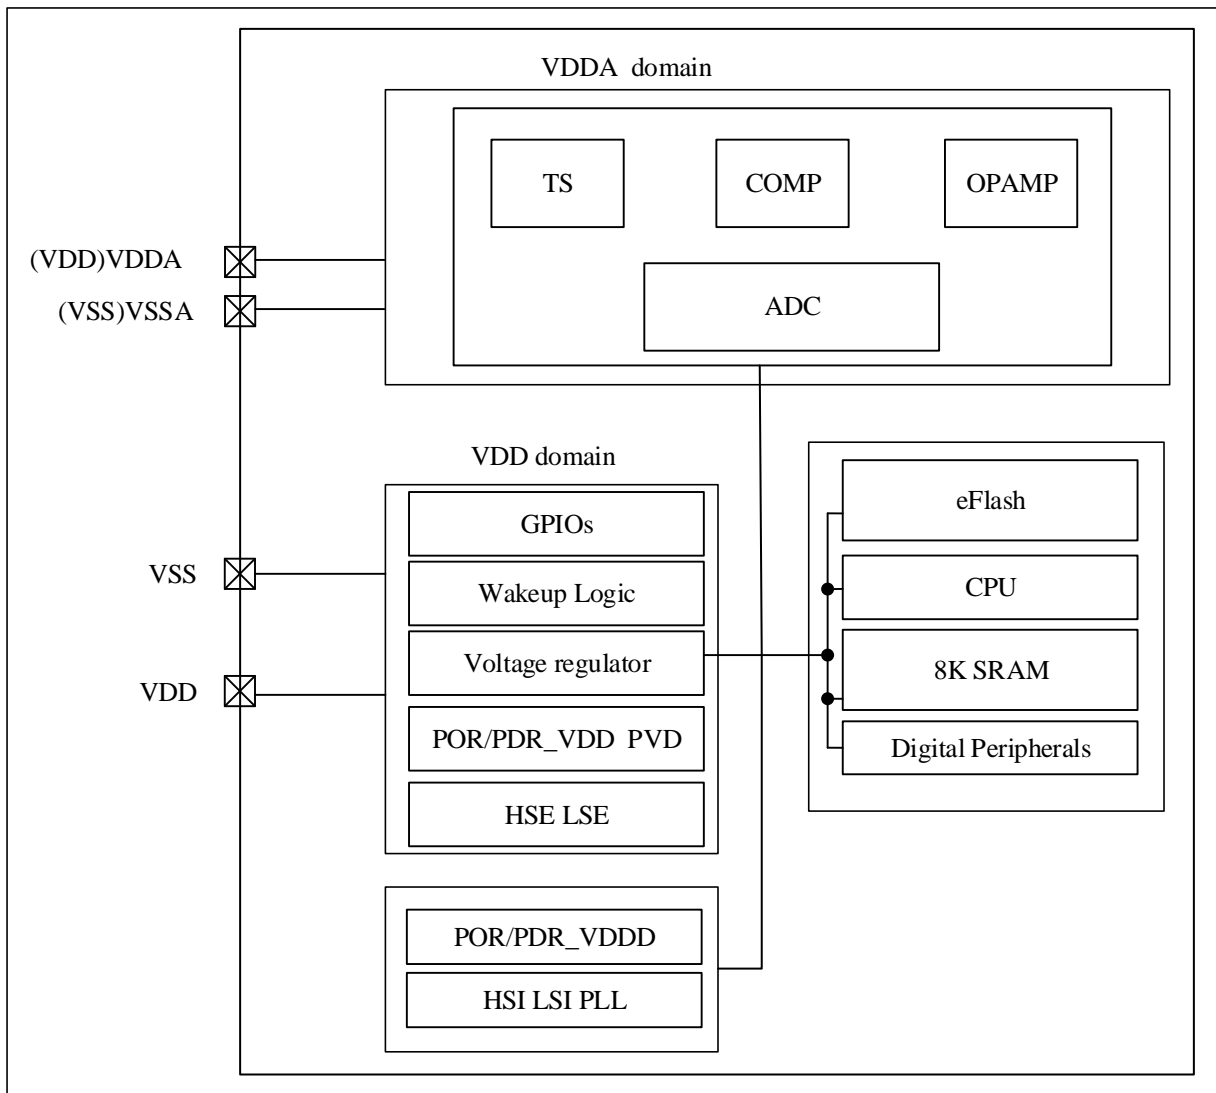 VDDA domain
TS
COMP
OPAMP
(VDD)VDDA
(VSS)VSSA
ADC
VDD domain
eFlash
GPIOs
VSS
Wakeup Logic
CPU
Voltage regulator
8K SRAM
VDD
POR/PDR_VDD PVD
Digital Peripherals
HSE LSE
POR/PDR_VDDD
HSI LSI PLL